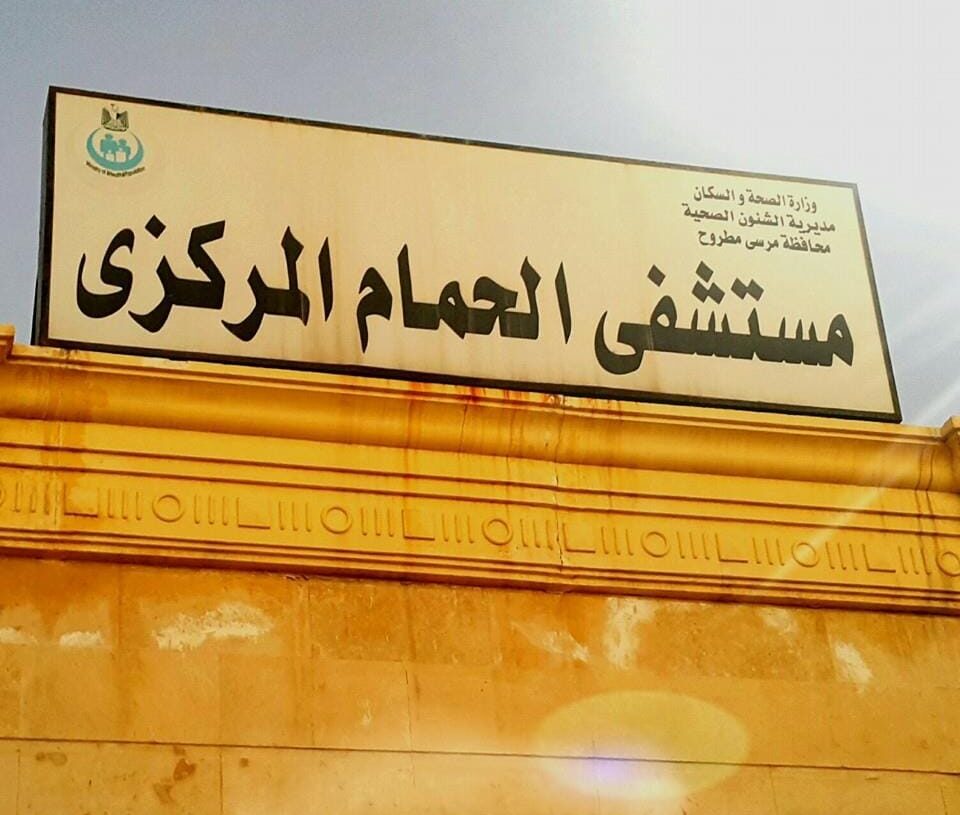 وزارة الصحة و السكان
مديرية الشئون الصحية
محافظة مرسى مطروح
مستشفى الحمام المركزى